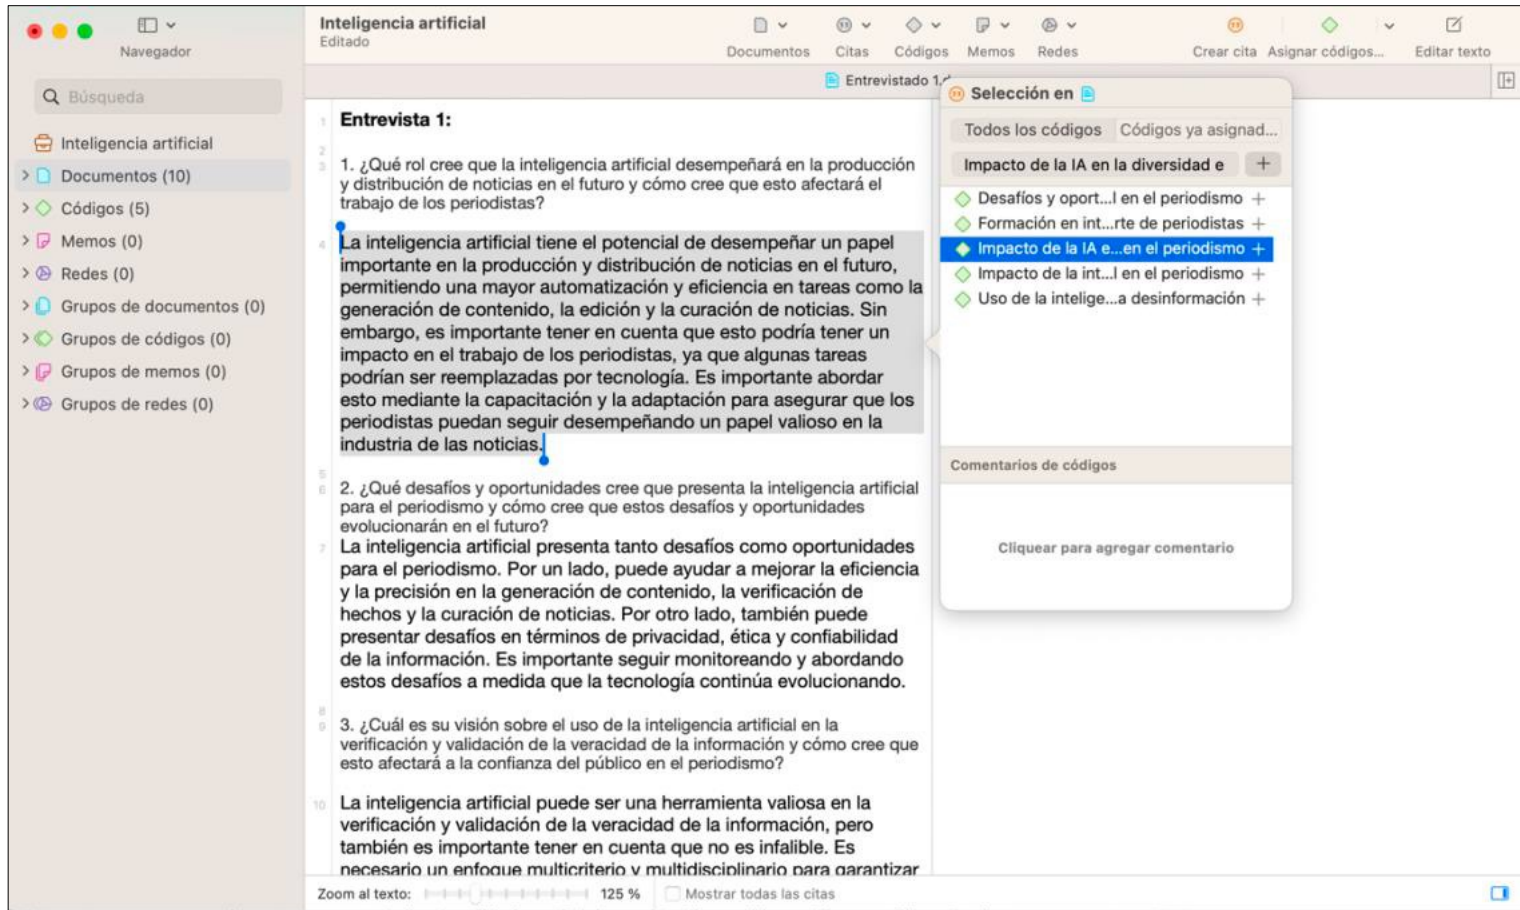 Inteligencia artificial
Editado
Navegador
Documentos
Citas
Códigos
Memos
Redes
Crear cita
Asignar códigos...
Editar texto
Búsqueda
Inteligencia artificial
Documentos (10)
Códigos (5)
Memos (0)
Redes (0)
Grupos de documentos (0)
Grupos de códigos (0)
Grupos de memos (0)
Grupos de redes (0)
Entrevistado 1.d
1 Entrevista 1:
2
3 1. ¿Qué rol cree que la inteligencia artificial desempeñará en la producción
y distribución de noticias en el futuro y cómo cree que esto afectará el
trabajo de los periodistas?
4 La inteligencia artificial tiene el potencial de desempeñar un papel
importante en la producción y distribución de noticias en el futuro,
permitiendo una mayor automatización y eficiencia en tareas como la
generación de contenido, la edición y la curación de noticias. Sin
embargo, es importante tener en cuenta que esto podría tener un
impacto en el trabajo de los periodistas, ya que algunas tareas
podrían ser reemplazadas por tecnología. Es importante abordar
esto mediante la capacitación y la adaptación para asegurar que los
periodistas puedan seguir desempeñando un papel valioso en la
industria de las noticias.
5
6 2. ¿Qué desafíos y oportunidades cree que presenta la inteligencia artificial
para el periodismo y cómo cree que estos desafíos y oportunidades
evolucionarán en el futuro?
7 La inteligencia artificial presenta tanto desafíos como oportunidades
para el periodismo. Por un lado, puede ayudar a mejorar la eficiencia
y la precisión en la generación de contenido, la verificación de
hechos y la curación de noticias. Por otro lado, también puede
presentar desafíos en términos de privacidad, ética y confiabilidad
de la información. Es importante seguir monitoreando y abordando
estos desafíos a medida que la tecnología continúa evolucionando.
8
9 3. ¿Cuál es su visión sobre el uso de la inteligencia artificial en la
verificación y validación de la veracidad de la información y cómo cree que
esto afectará a la confianza del público en el periodismo?
10 La inteligencia artificial puede ser una herramienta valiosa en la
verificación y validación de la veracidad de la información, pero
también es importante tener en cuenta que no es infalible. Es
necesario un enfoque multicriterio y multidisciplinario para garantizar
Selección en
Todos los códigos
Códigos ya asignad...
Impacto de la IA en la diversidad e
Desafíos y oport...l en el periodismo
Formación en int...rte de periodistas
Impacto de la IA e...en el periodismo
Impacto de la int...l en el periodismo
Uso de la intelige...a desinformación
Comentarios de códigos
Cliquear para agregar comentario
Zoom al texto:
125 %
Mostrar todas las citas